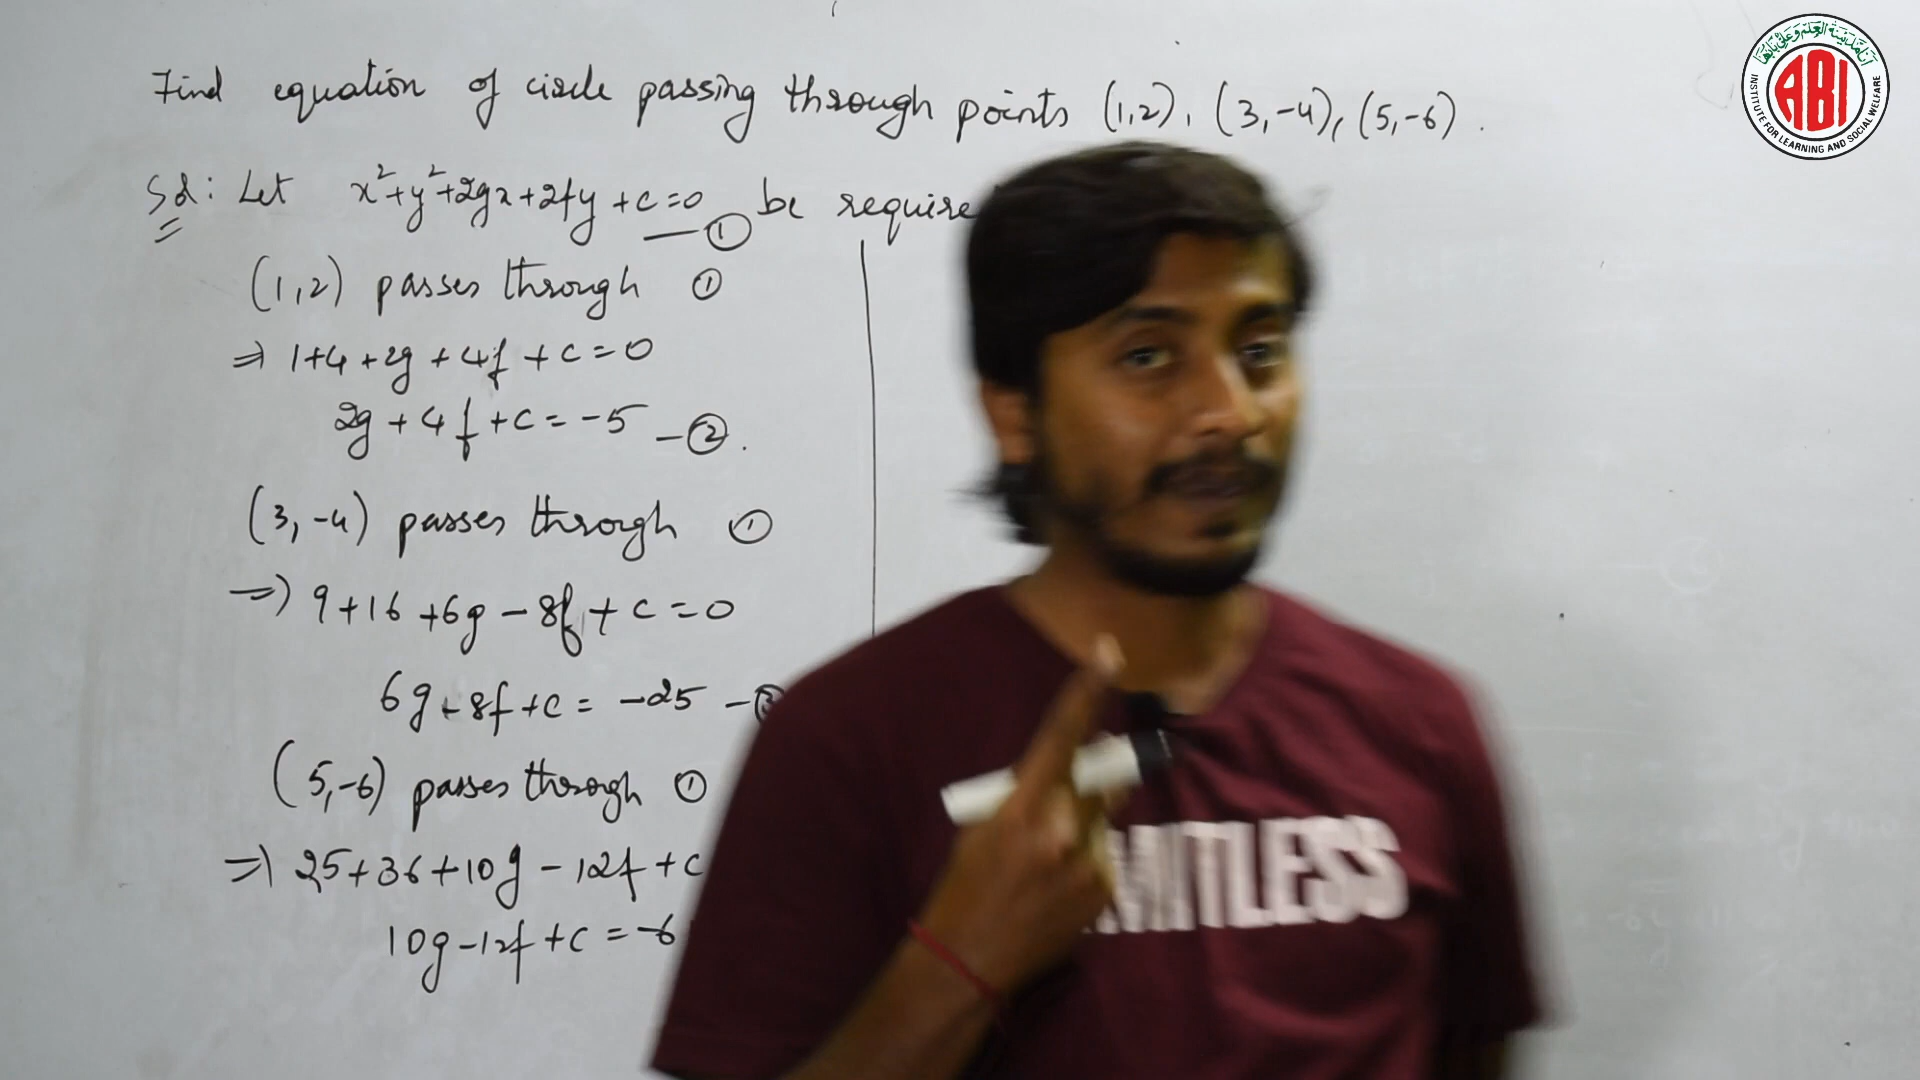 Find equation of circle passing through points (1,2), (3,-4), (5,-6).
Sol: Let x²+y²+2gx+2fy+c=0 —① be require
(1,2) passes through ①
⇒ 1+4+2g+4f+c=0
2g+4f+c=-5 —②.
(3,-4) passes through ①
⇒ 9+16+6g-8f+c=0
6g-8f+c=-25 —③
(5,-6) passes through ①
⇒ 25+36+10g-12f+c
10g-12f+c=-6
MITLESS
ABI
INSTITUTE FOR LEARNING AND SOCIAL WELFARE